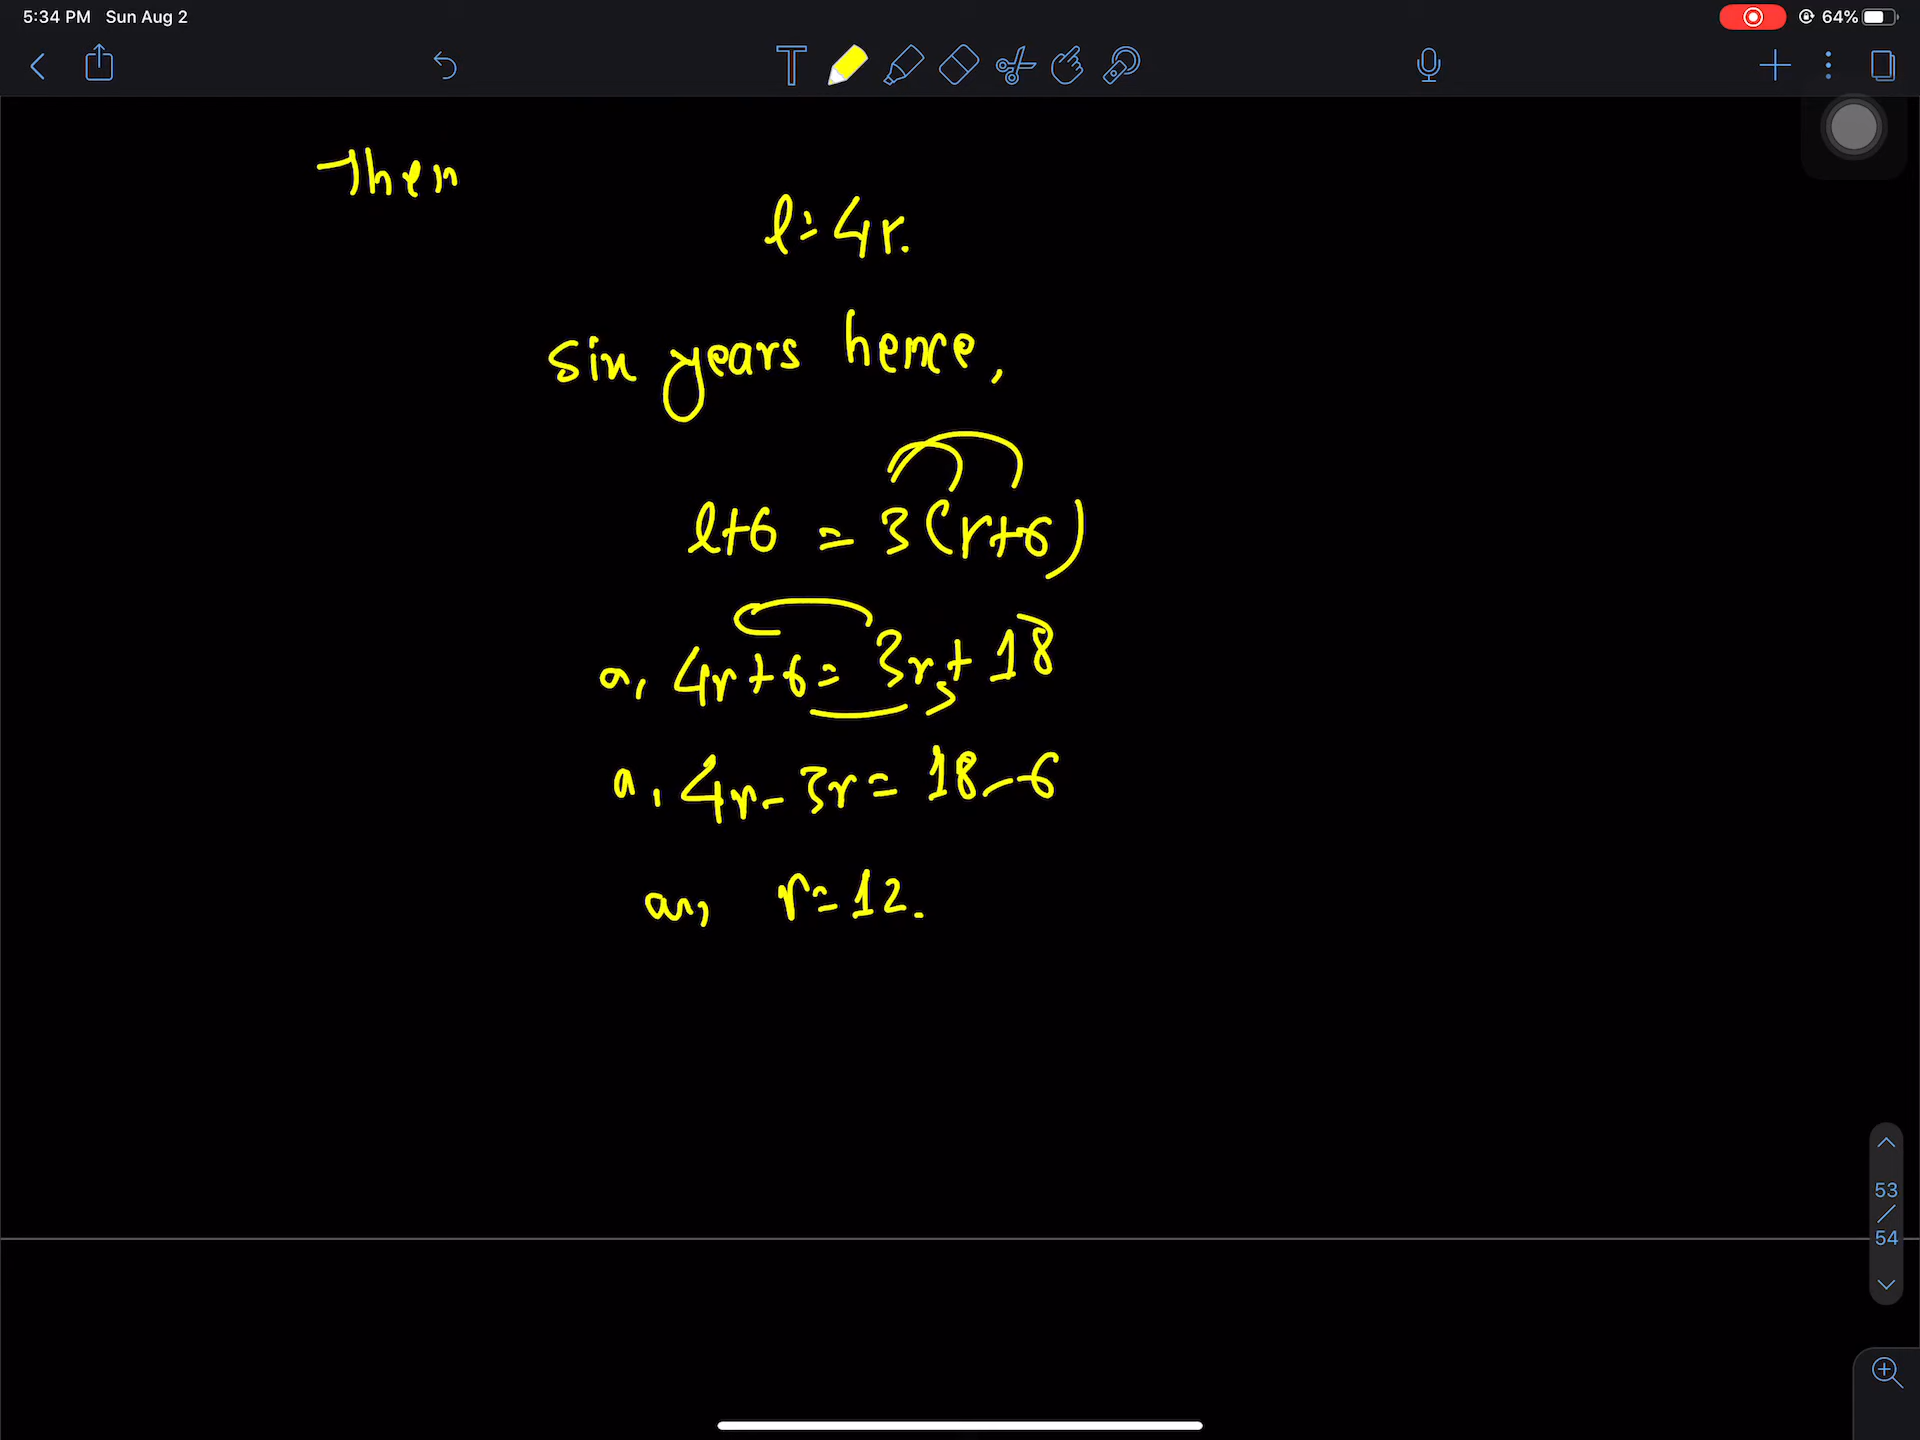 5:34 PM Sun Aug 2
64%
T
Then
l = 4r.
six years hence,
l+6 = 3(r+6)
or, 4r+6 = 3r+18
or, 4r-3r = 18-6
or, r = 12.
53
/
54